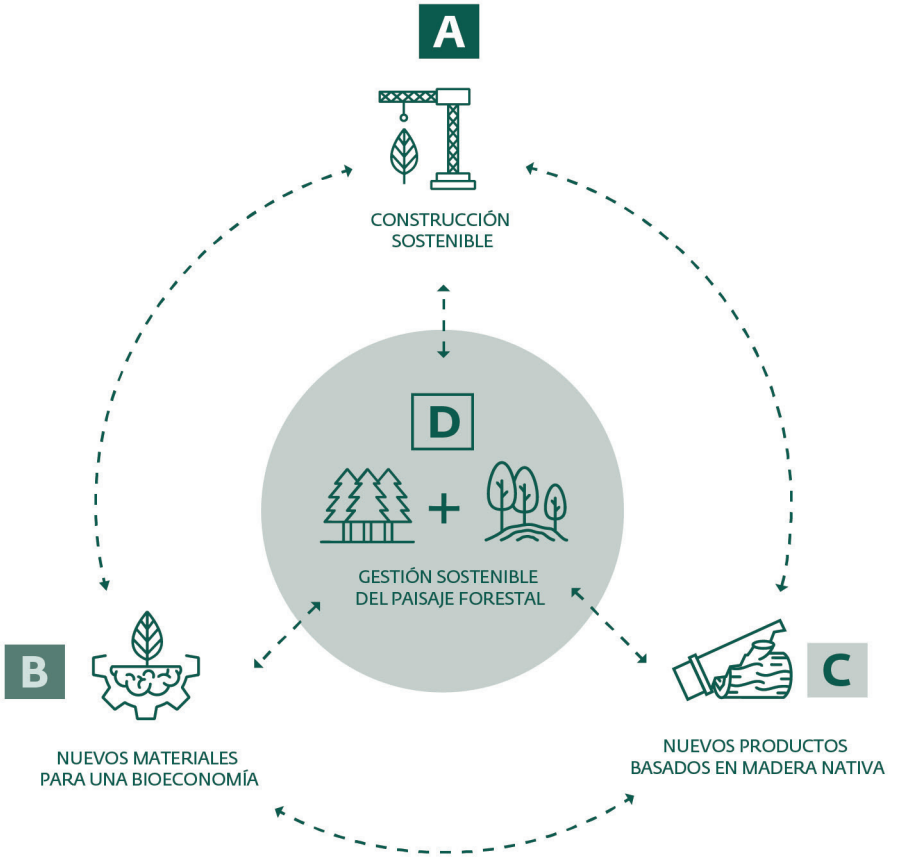 A
CONSTRUCCIÓN
SOSTENIBLE
D
GESTIÓN SOSTENIBLE
DEL PAISAJE FORESTAL
B
NUEVOS MATERIALES
PARA UNA BIOECONOMÍA
C
NUEVOS PRODUCTOS
BASADOS EN MADERA NATIVA